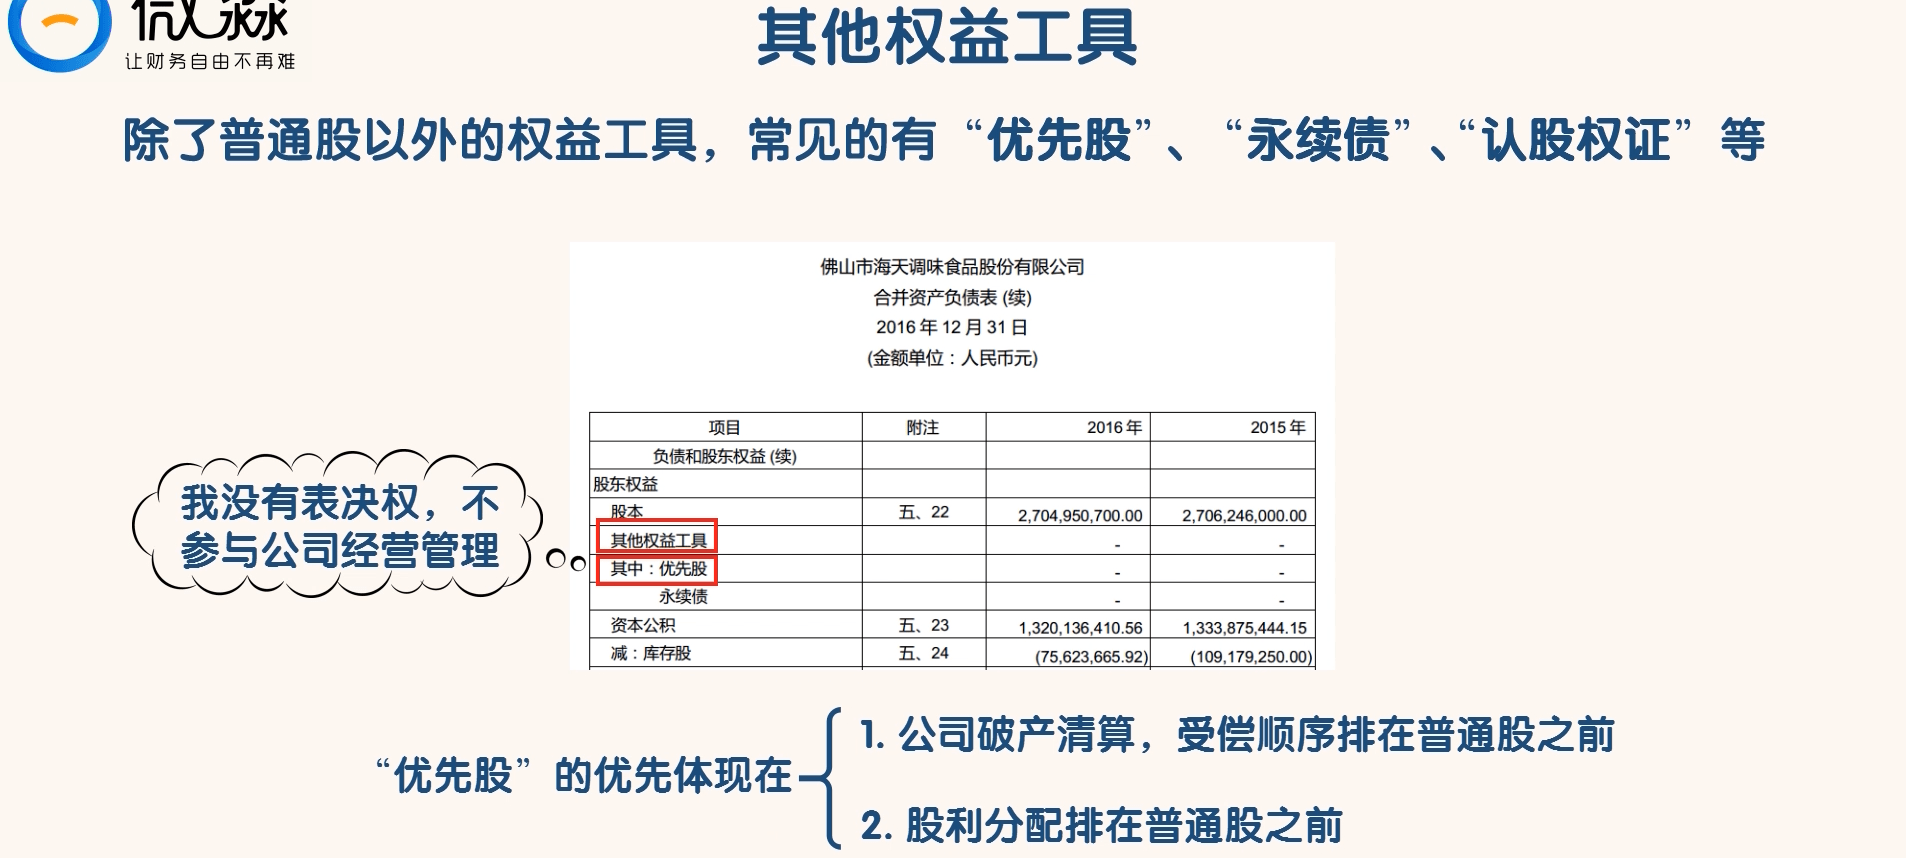 微淼
让财务自由不再难
其他权益工具
除了普通股以外的权益工具，常见的有“优先股”、“永续债”、“认股权证”等
佛山市海天调味食品股份有限公司
合并资产负债表 (续)
2016 年 12 月 31 日
(金额单位：人民币元)
项目 附注 2016 年 2015 年
负债和股东权益 (续)
股东权益
股本 五、22 2,704,950,700.00 2,706,246,000.00
其他权益工具 - -
其中：优先股 - -
永续债 - -
资本公积 五、23 1,320,136,410.56 1,333,875,444.15
减：库存股 五、24 (75,623,665.92) (109,179,250.00)
我没有表决权，不
参与公司经营管理
“优先股”的优先体现在
1. 公司破产清算，受偿顺序排在普通股之前
2. 股利分配排在普通股之前